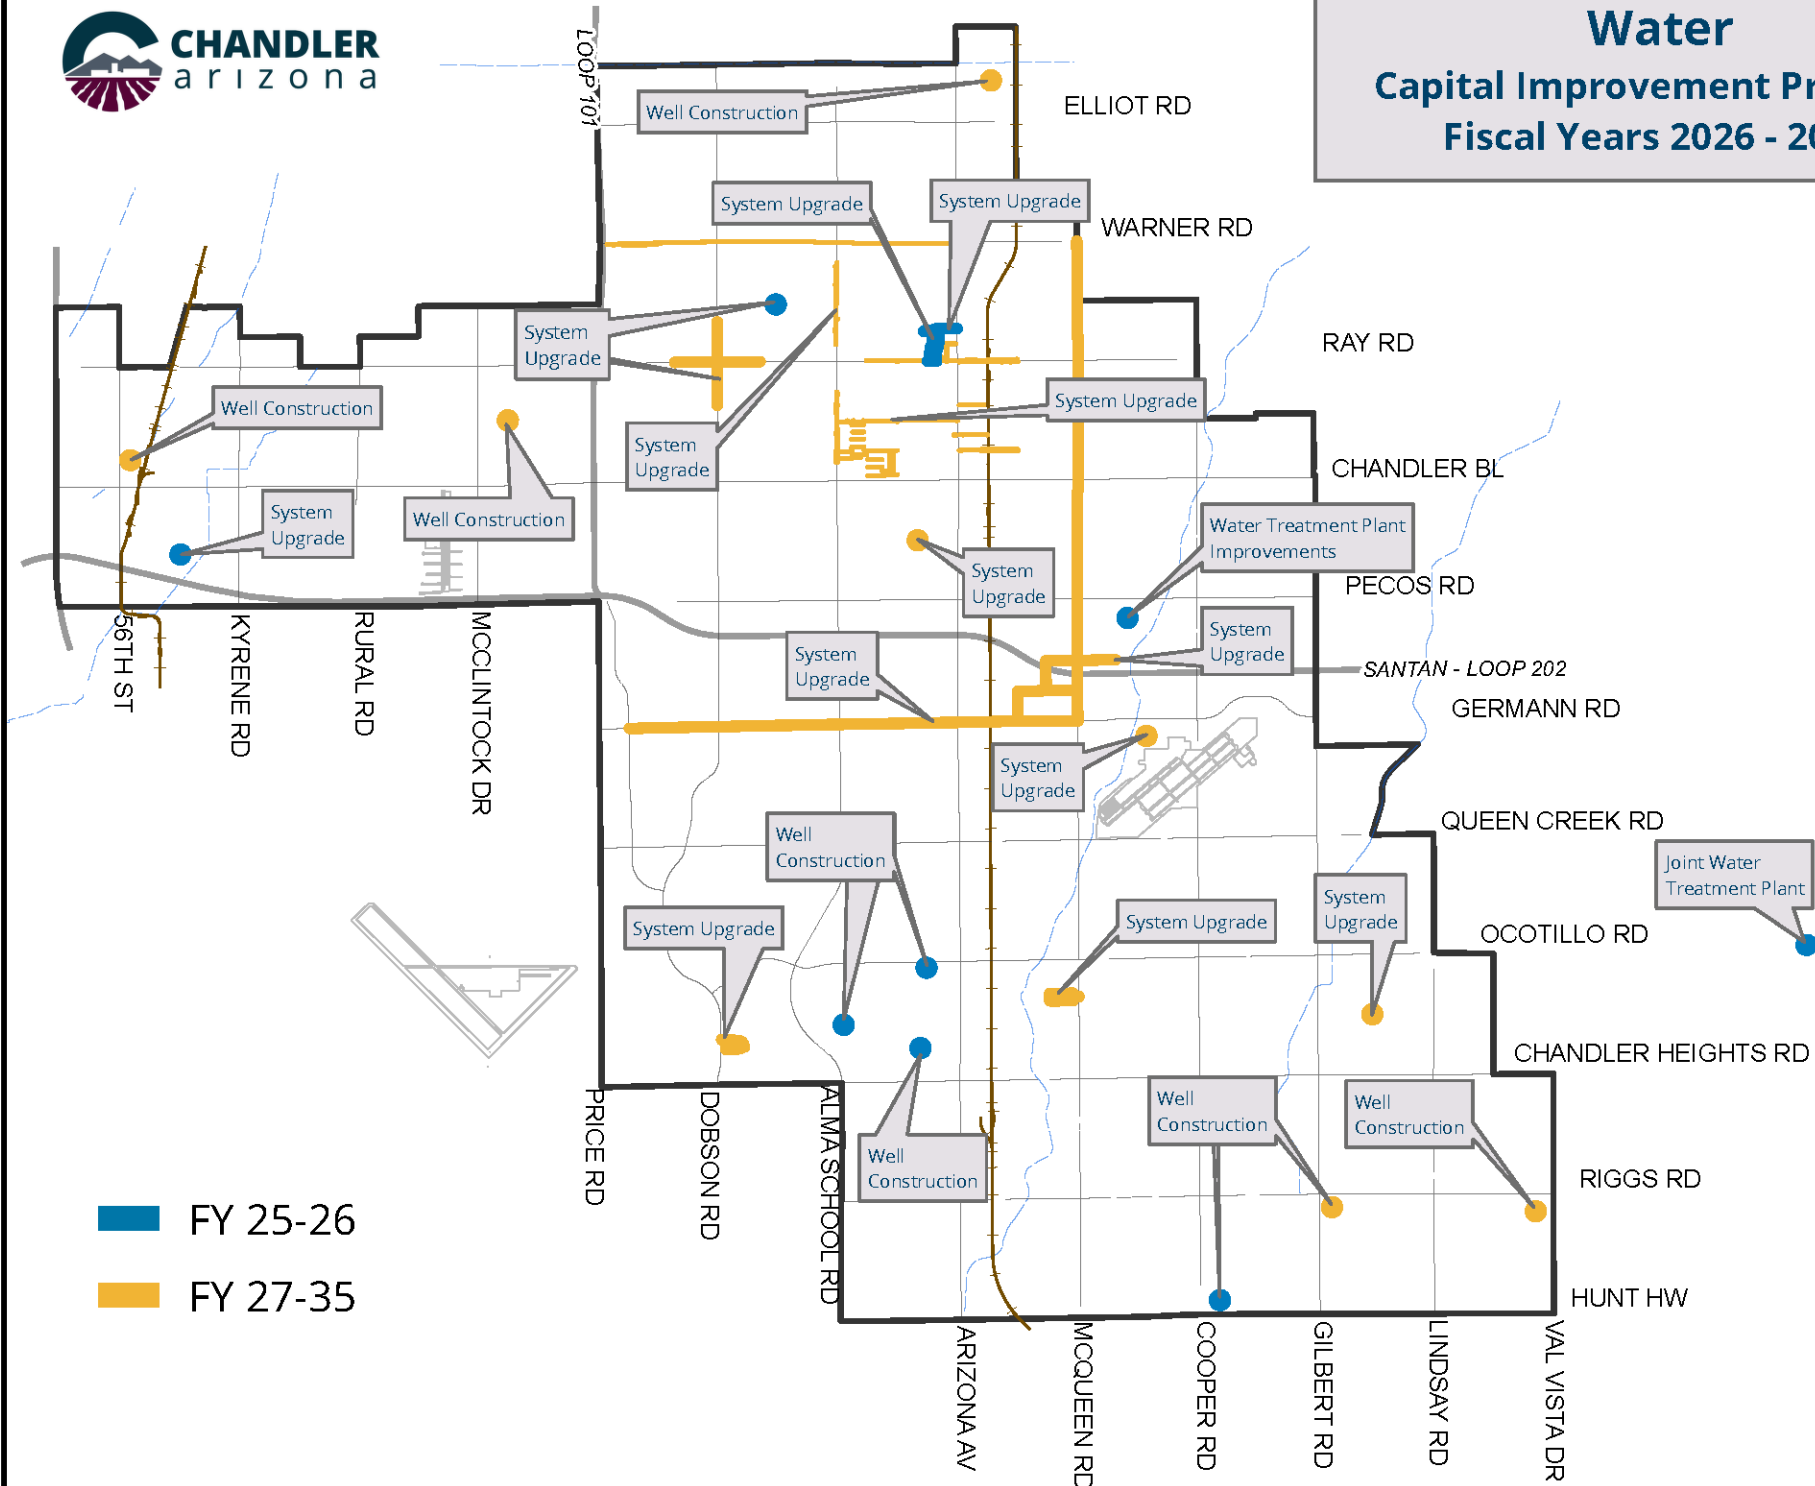 CHANDLER
arizona
Water
Capital Improvement
Fiscal Years 2026 -
LOOP 101
Well Construction
ELLIOT RD
System Upgrade
System Upgrade
WARNER RD
System
Upgrade
RAY RD
Well Construction
System Upgrade
System
Upgrade
CHANDLER BL
System
Upgrade
Well Construction
Water Treatment Plant
Improvements
System
Upgrade
PECOS RD
System
Upgrade
System
Upgrade
SANTAN - LOOP 202
56TH ST
KYRENE RD
RURAL RD
MCCLINTOCK DR
GERMANN RD
System
Upgrade
QUEEN CREEK RD
Well
Construction
Joint Water
Treatment Plant
System Upgrade
System Upgrade
System
Upgrade
OCOTILLO RD
CHANDLER HEIGHTS RD
Well
Construction
Well
Construction
Well
Construction
PRICE RD
DOBSON RD
ALMA SCHOOL RD
RIGGS RD
FY 25-26
FY 27-35
HUNT HW
ARIZONA AV
MCQUEEN RD
COOPER RD
GILBERT RD
LINDSAY RD
VAL VISTA DR